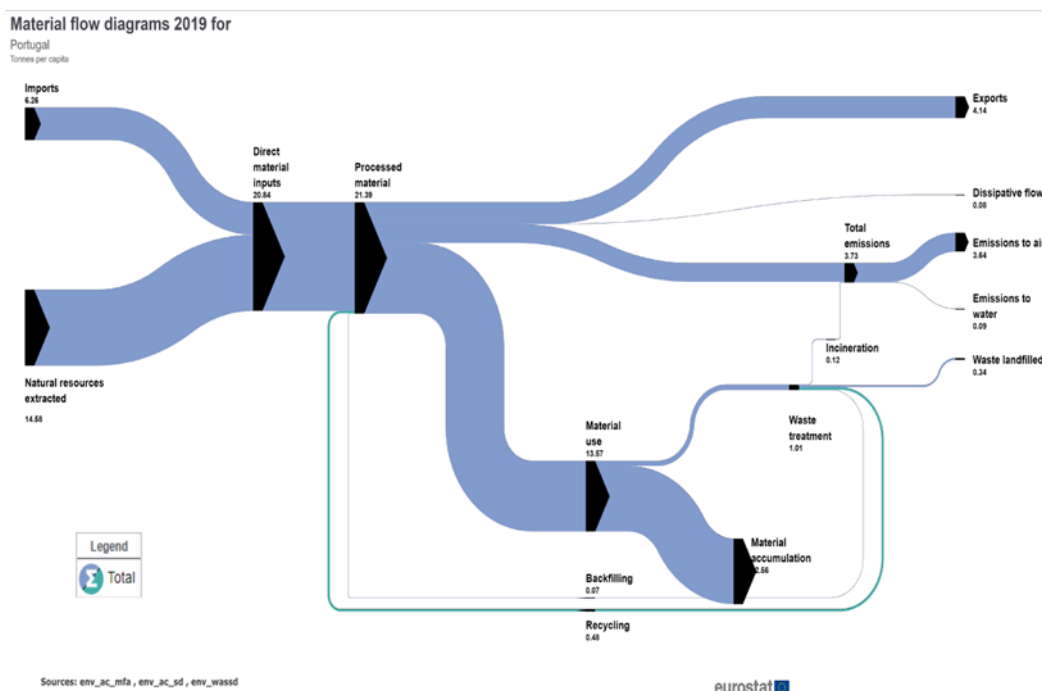 Material flow diagrams 2019 for
Portugal
Tonnes per capita
Imports
6.26
Exports
4.14
Direct
material
inputs
20.84
Processed
material
21.39
Dissipative flow
0.08
Total
emissions
3.73
Emissions to air
3.64
Emissions to
water
0.09
Incineration
0.12
Waste landfilled
0.34
Natural resources
extracted
14.58
Material
use
13.57
Waste
treatment
1.01
Material
accumulation
2.56
Backfilling
0.07
Recycling
0.48
Legend
Total
Sources: env_ac_mfa , env_ac_sd , env_wassd
eurostat